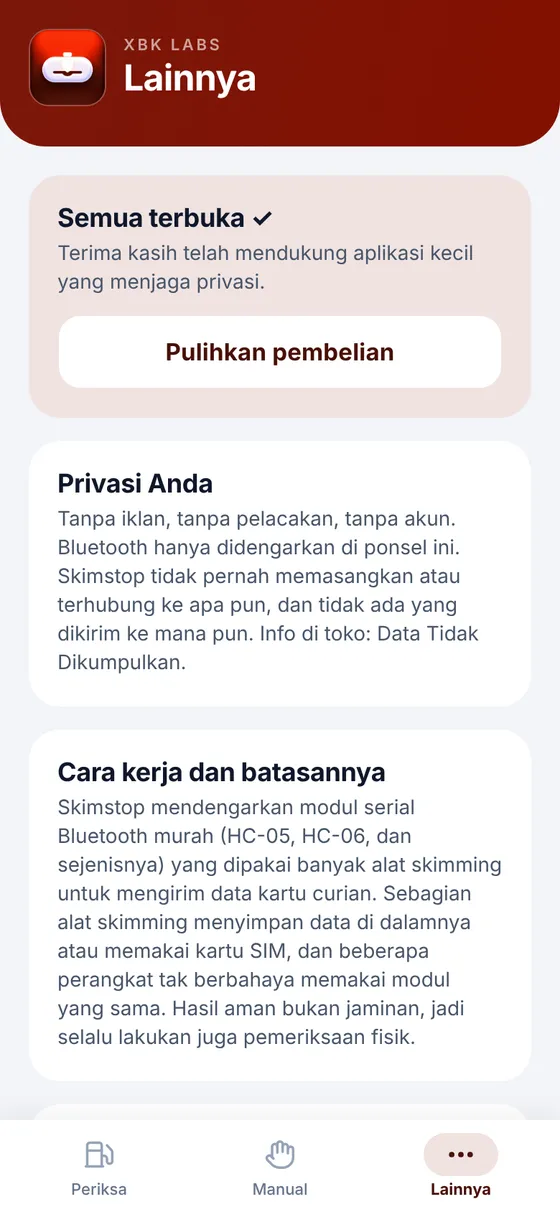 XBK LABS
Lainnya
Semua terbuka ✓
Terima kasih telah mendukung aplikasi kecil
yang menjaga privasi.
Pulihkan pembelian
Privasi Anda
Tanpa iklan, tanpa pelacakan, tanpa akun.
Bluetooth hanya didengarkan di ponsel ini.
Skimstop tidak pernah memasangkan atau
terhubung ke apa pun, dan tidak ada yang
dikirim ke mana pun. Info di toko: Data Tidak
Dikumpulkan.
Cara kerja dan batasannya
Skimstop mendengarkan modul serial
Bluetooth murah (HC-05, HC-06, dan
sejenisnya) yang dipakai banyak alat skimming
untuk mengirim data kartu curian. Sebagian
alat skimming menyimpan data di dalamnya
atau memakai kartu SIM, dan beberapa
perangkat tak berbahaya memakai modul
yang sama. Hasil aman bukan jaminan, jadi
selalu lakukan juga pemeriksaan fisik.
Periksa
Manual
Lainnya